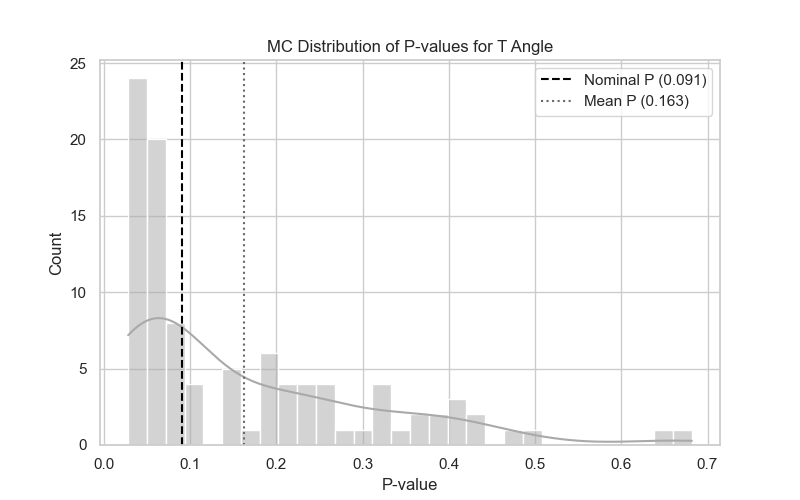 MC Distribution of P-values for T Angle
Nominal P (0.091)
Mean P (0.163)
25
20
15
10
5
0
Count
0.0 0.1 0.2 0.3 0.4 0.5 0.6 0.7
P-value